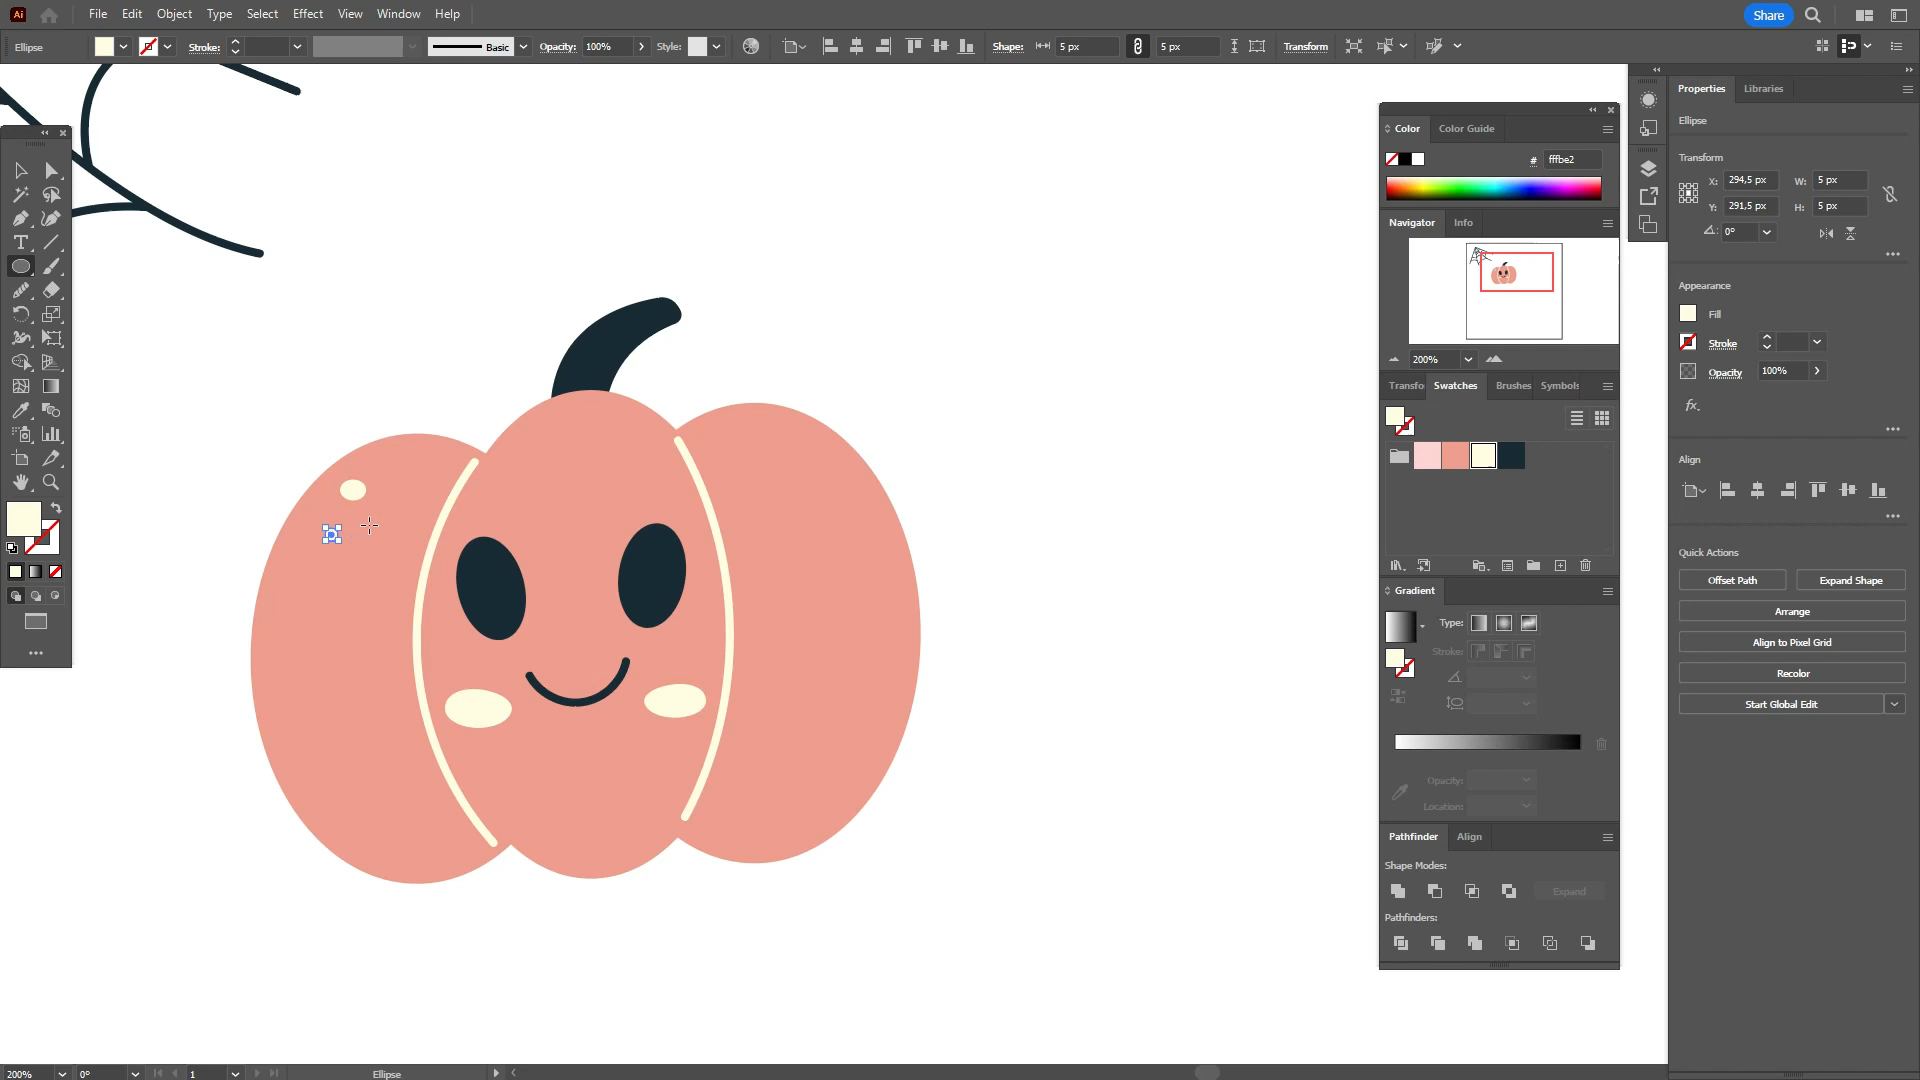 Ai File Edit Object Type Select Effect View Window Help Share
Ellipse Stroke: Basic Opacity: 100% Style: Shape: 5 px 5 px Transform
Properties Libraries
Ellipse
Transform
X: 294,5 px W: 5 px
Y: 291,5 px H: 5 px
0°
Appearance
Fill
Stroke
Opacity 100%
fx.
Align
Quick Actions
Offset Path Expand Shape
Arrange
Align to Pixel Grid
Recolor
Start Global Edit
Color Color Guide
# fffbe2
Navigator Info
200%
Transfo Swatches Brushes Symbols
Gradient
Type:
Stroke:
Opacity:
Location:
Pathfinder Align
Shape Modes:
Expand
Pathfinders:
200% 0° 1 Ellipse